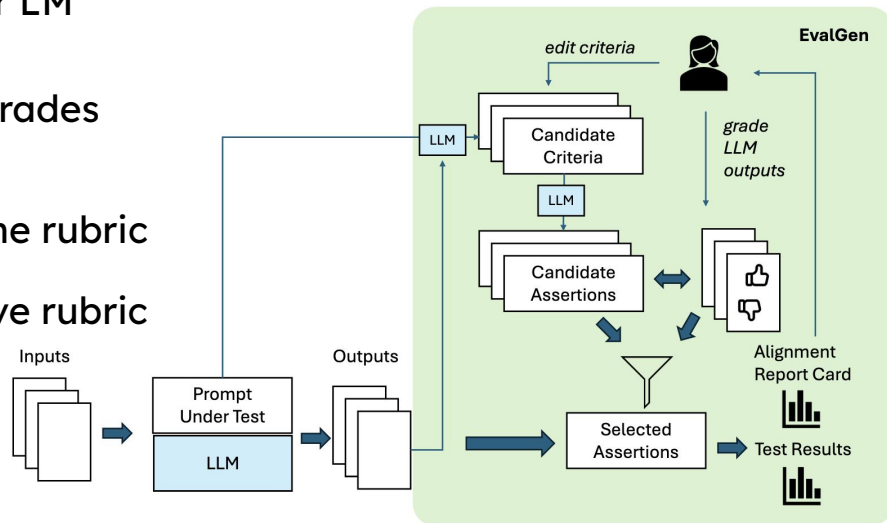 LM
rades
ne rubric
ve rubric
EvalGen
edit criteria
grade
LLM
outputs
LLM
Candidate
Criteria
LLM
Candidate
Assertions
Inputs
Prompt
Under Test
LLM
Outputs
Selected
Assertions
Alignment
Report Card
Test Results